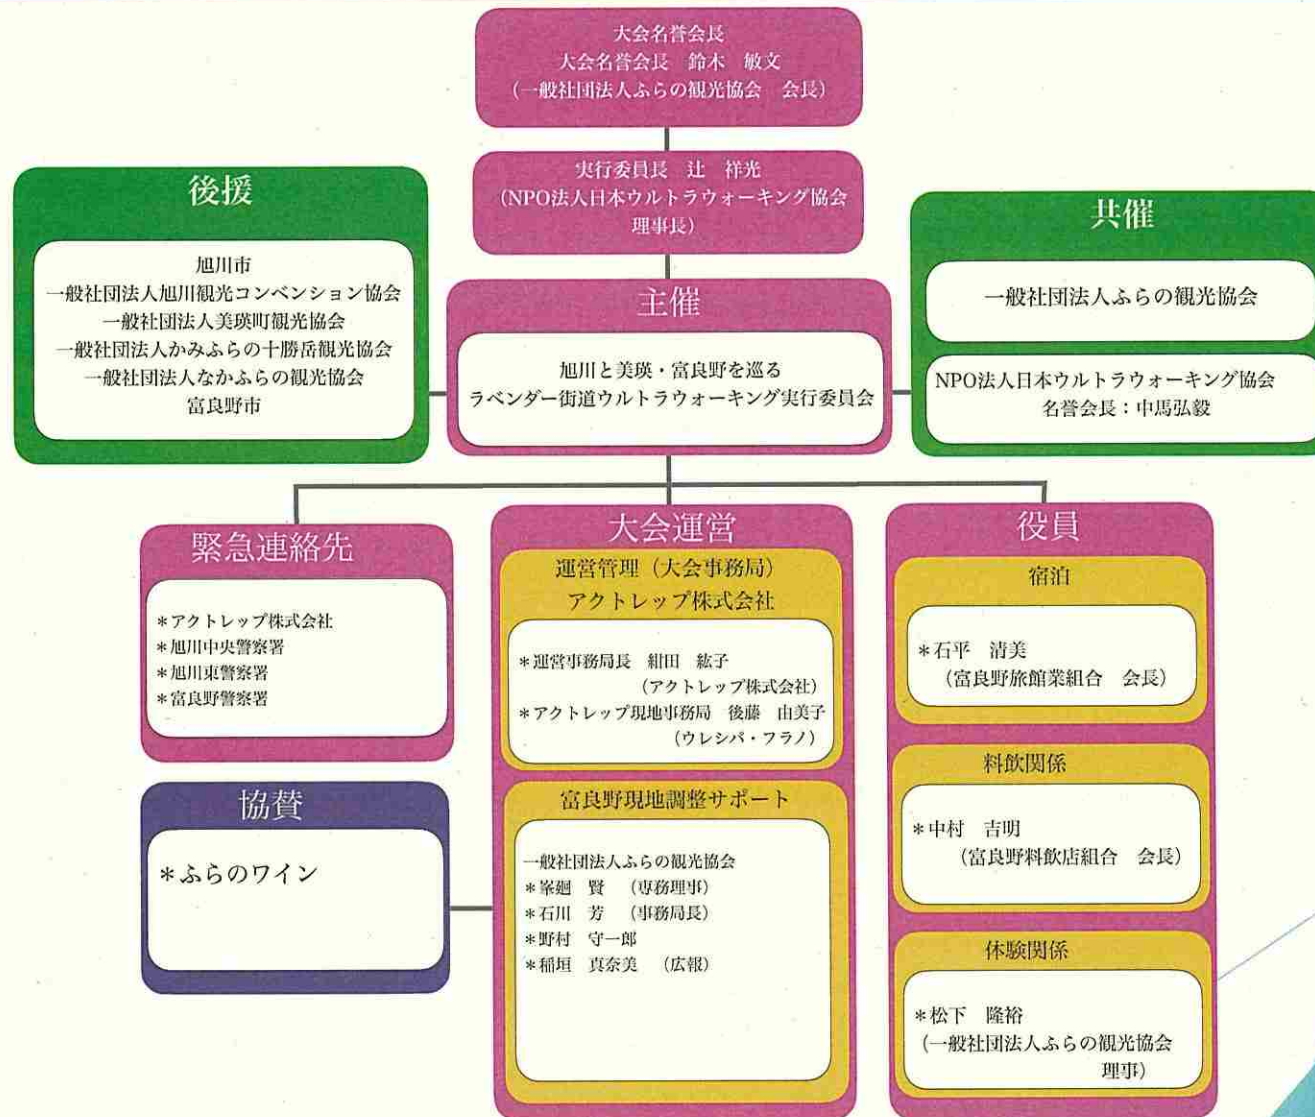 大会名誉会長
大会名誉会長　鈴木　敏文
（一般社団法人ふらの観光協会　会長）
実行委員長　辻　祥光
（NPO法人日本ウルトラウォーキング協会
理事長）
後援
旭川市
一般社団法人旭川観光コンベンション協会
一般社団法人美瑛町観光協会
一般社団法人かみふらの十勝岳観光協会
一般社団法人なかふらの観光協会
富良野市
主催
旭川と美瑛・富良野を巡る
ラベンダー街道ウルトラウォーキング実行委員会
共催
一般社団法人ふらの観光協会
NPO法人日本ウルトラウォーキング協会
名誉会長：中馬弘毅
緊急連絡先
＊アクトレップ株式会社
＊旭川中央警察署
＊旭川東警察署
＊富良野警察署
協賛
＊ふらのワイン
大会運営
運営管理（大会事務局）
アクトレップ株式会社
＊運営事務局長　紺田　紘子
（アクトレップ株式会社）
＊アクトレップ現地事務局　後藤　由美子
（ウレシパ・フラノ）
富良野現地調整サポート
一般社団法人ふらの観光協会
＊峯廻　賢　（専務理事）
＊石川　芳　（事務局長）
＊野村　守一郎
＊稲垣　真奈美　（広報）
役員
宿泊
＊石平　清美
（富良野旅館業組合　会長）
料飲関係
＊中村　吉明
（富良野料飲店組合　会長）
体験関係
＊松下　隆裕
（一般社団法人ふらの観光協会
理事）